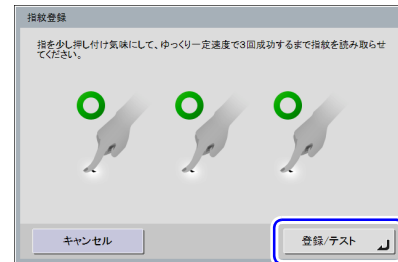 指紋登録
指を少し押し付け気味にして、ゆっくり一定速度で3回成功するまで指紋を読み取らせ
てください。
キャンセル
登録/テスト